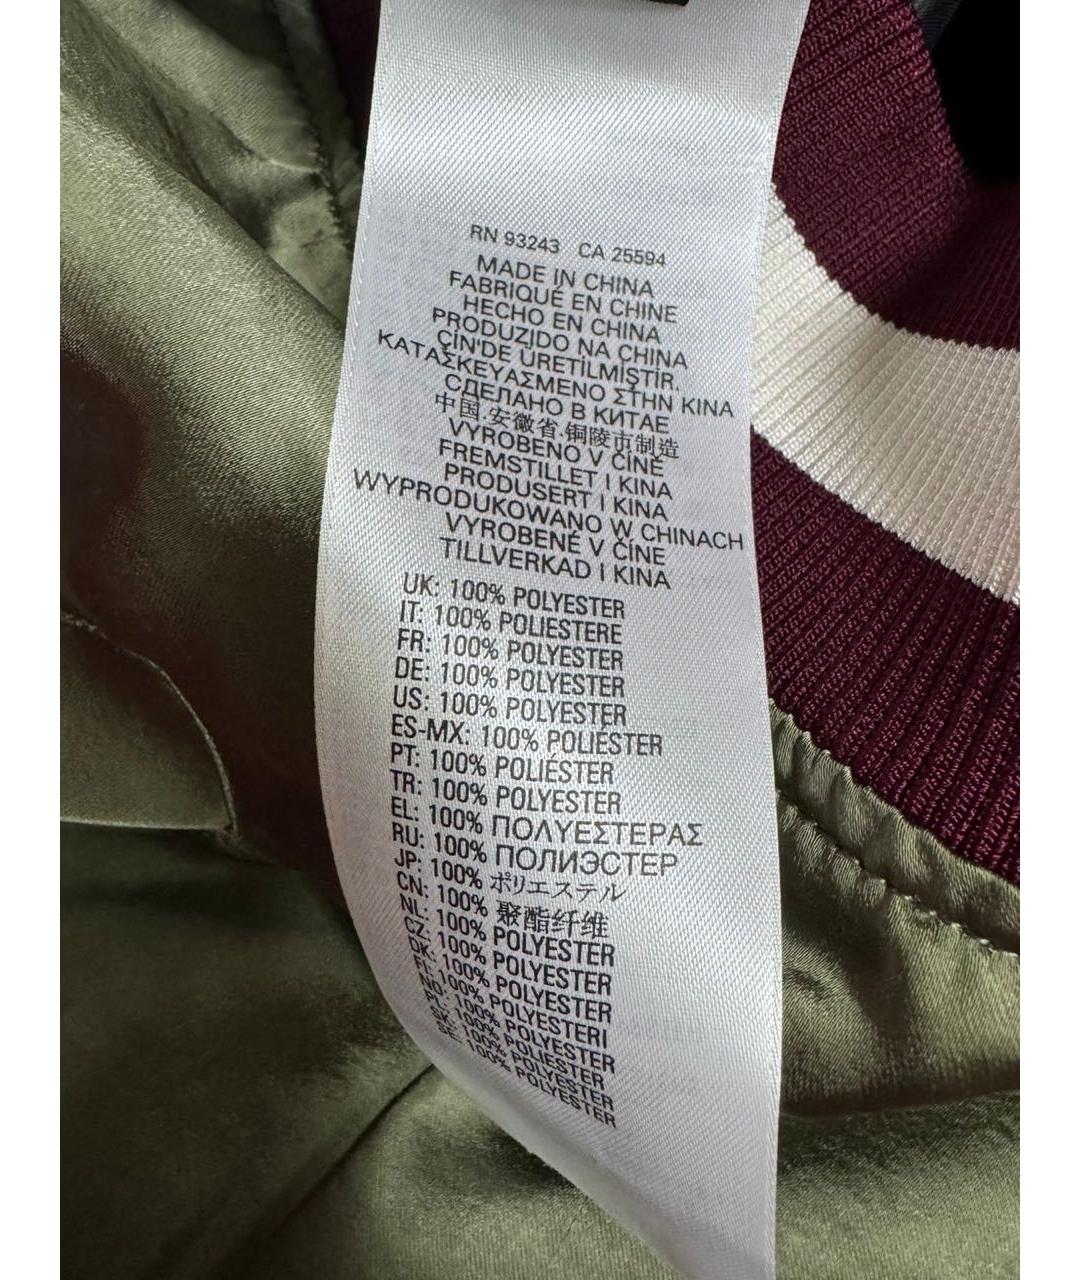 RN 93243 CA 25594
MADE IN CHINA
FABRIQUÉ EN CHINE
HECHO EN CHINA
PRODUZIDO NA CHINA
ÇİN'DE ÜRETİLMİŞTİR.
ΚΑΤΑΣΚΕΥΑΣΜΕΝΟ ΣΤΗΝ ΚΙΝΑ
СДЕЛАНО В КИТАЕ
中国.安徽省.铜陵市制造
VYROBENO V ČÍNĚ
FREMSTILLET I KINA
PRODUSERT I KINA
WYPRODUKOWANO W CHINACH
VYROBENÉ V ČÍNE
TILLVERKAD I KINA
UK: 100% POLYESTER
IT: 100% POLIESTERE
FR: 100% POLYESTER
DE: 100% POLYESTER
US: 100% POLYESTER
ES-MX: 100% POLIÉSTER
PT: 100% POLIÉSTER
TR: 100% POLYESTER
EL: 100% ΠΟΛΥΕΣΤΕΡΑΣ
RU: 100% ПОЛИЭСТЕР
JP: 100% ポリエステル
CN: 100% 聚酯纤维
NL: 100% POLYESTER
CZ: 100% POLYESTER
DK: 100% POLYESTER
FI: 100% POLYESTERI
NO: 100% POLYESTER
PL: 100% POLIESTER
SK: 100% POLYESTER
SE: 100% POLYESTER